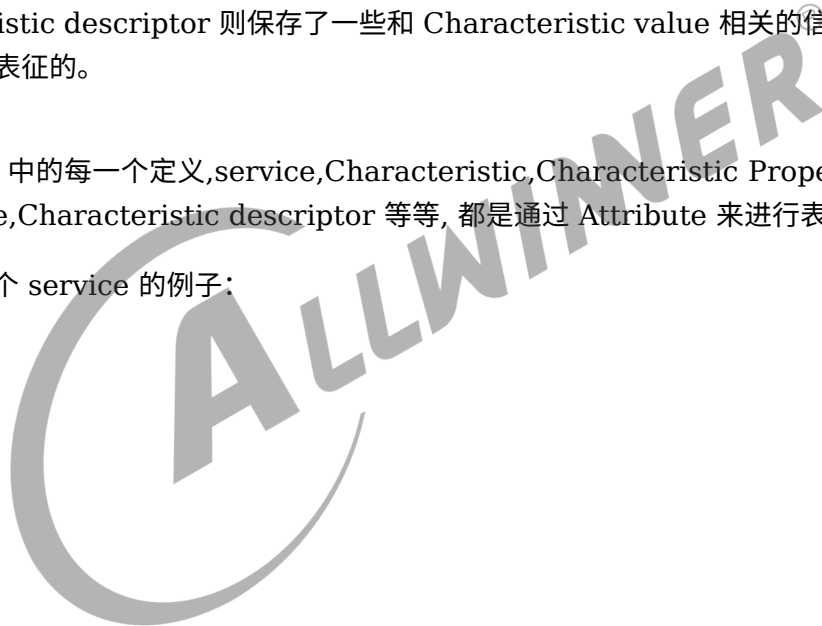 istic descriptor 则保存了一些和 Characteristic value 相关的信
表征的。
中的每一个定义,service,Characteristic,Characteristic Prope
e,Characteristic descriptor 等等, 都是通过 Attribute 来进行表
个 service 的例子：
ALLWINNER®